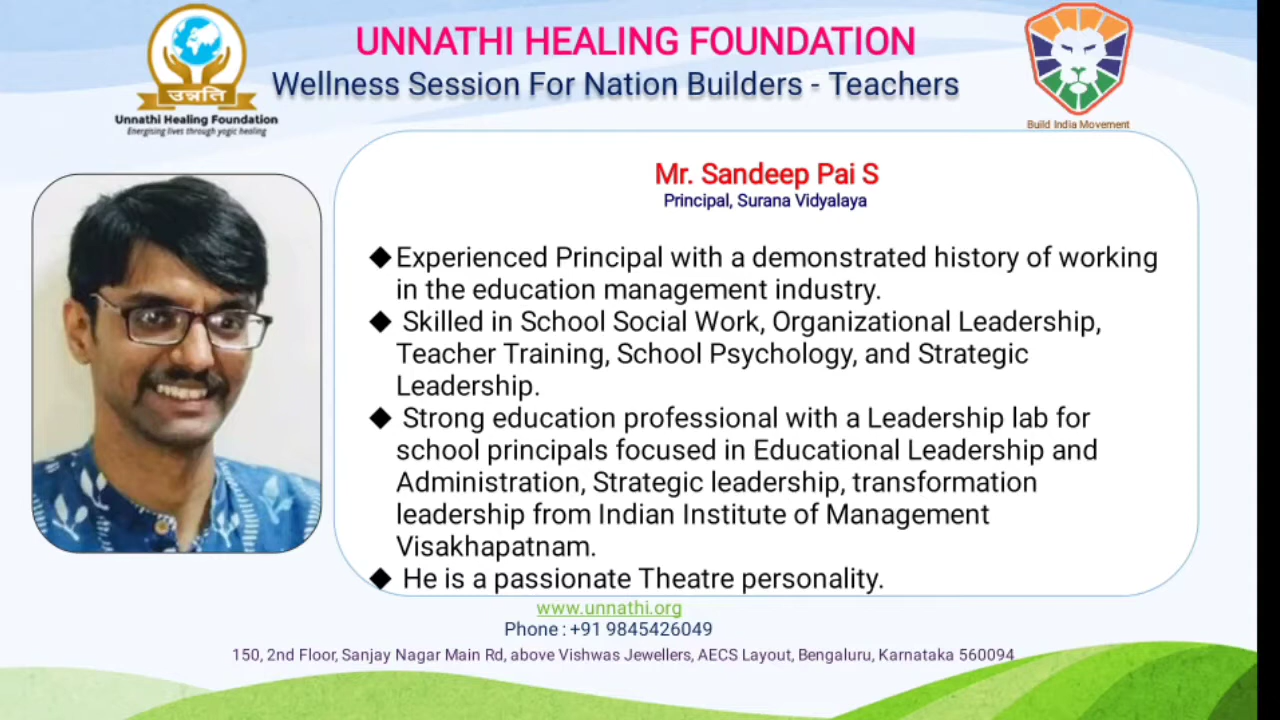 UNNATHI HEALING FOUNDATION
Wellness Session For Nation Builders - Teachers
उन्नति
Unnathi Healing Foundation
Energising lives through yogic healing
Build India Movement
Mr. Sandeep Pai S
Principal, Surana Vidyalaya
◆Experienced Principal with a demonstrated history of working
in the education management industry.
◆ Skilled in School Social Work, Organizational Leadership,
Teacher Training, School Psychology, and Strategic
Leadership.
◆ Strong education professional with a Leadership lab for
school principals focused in Educational Leadership and
Administration, Strategic leadership, transformation
leadership from Indian Institute of Management
Visakhapatnam.
◆ He is a passionate Theatre personality.
www.unnathi.org
Phone : +91 9845426049
150, 2nd Floor, Sanjay Nagar Main Rd, above Vishwas Jewellers, AECS Layout, Bengaluru, Karnataka 560094